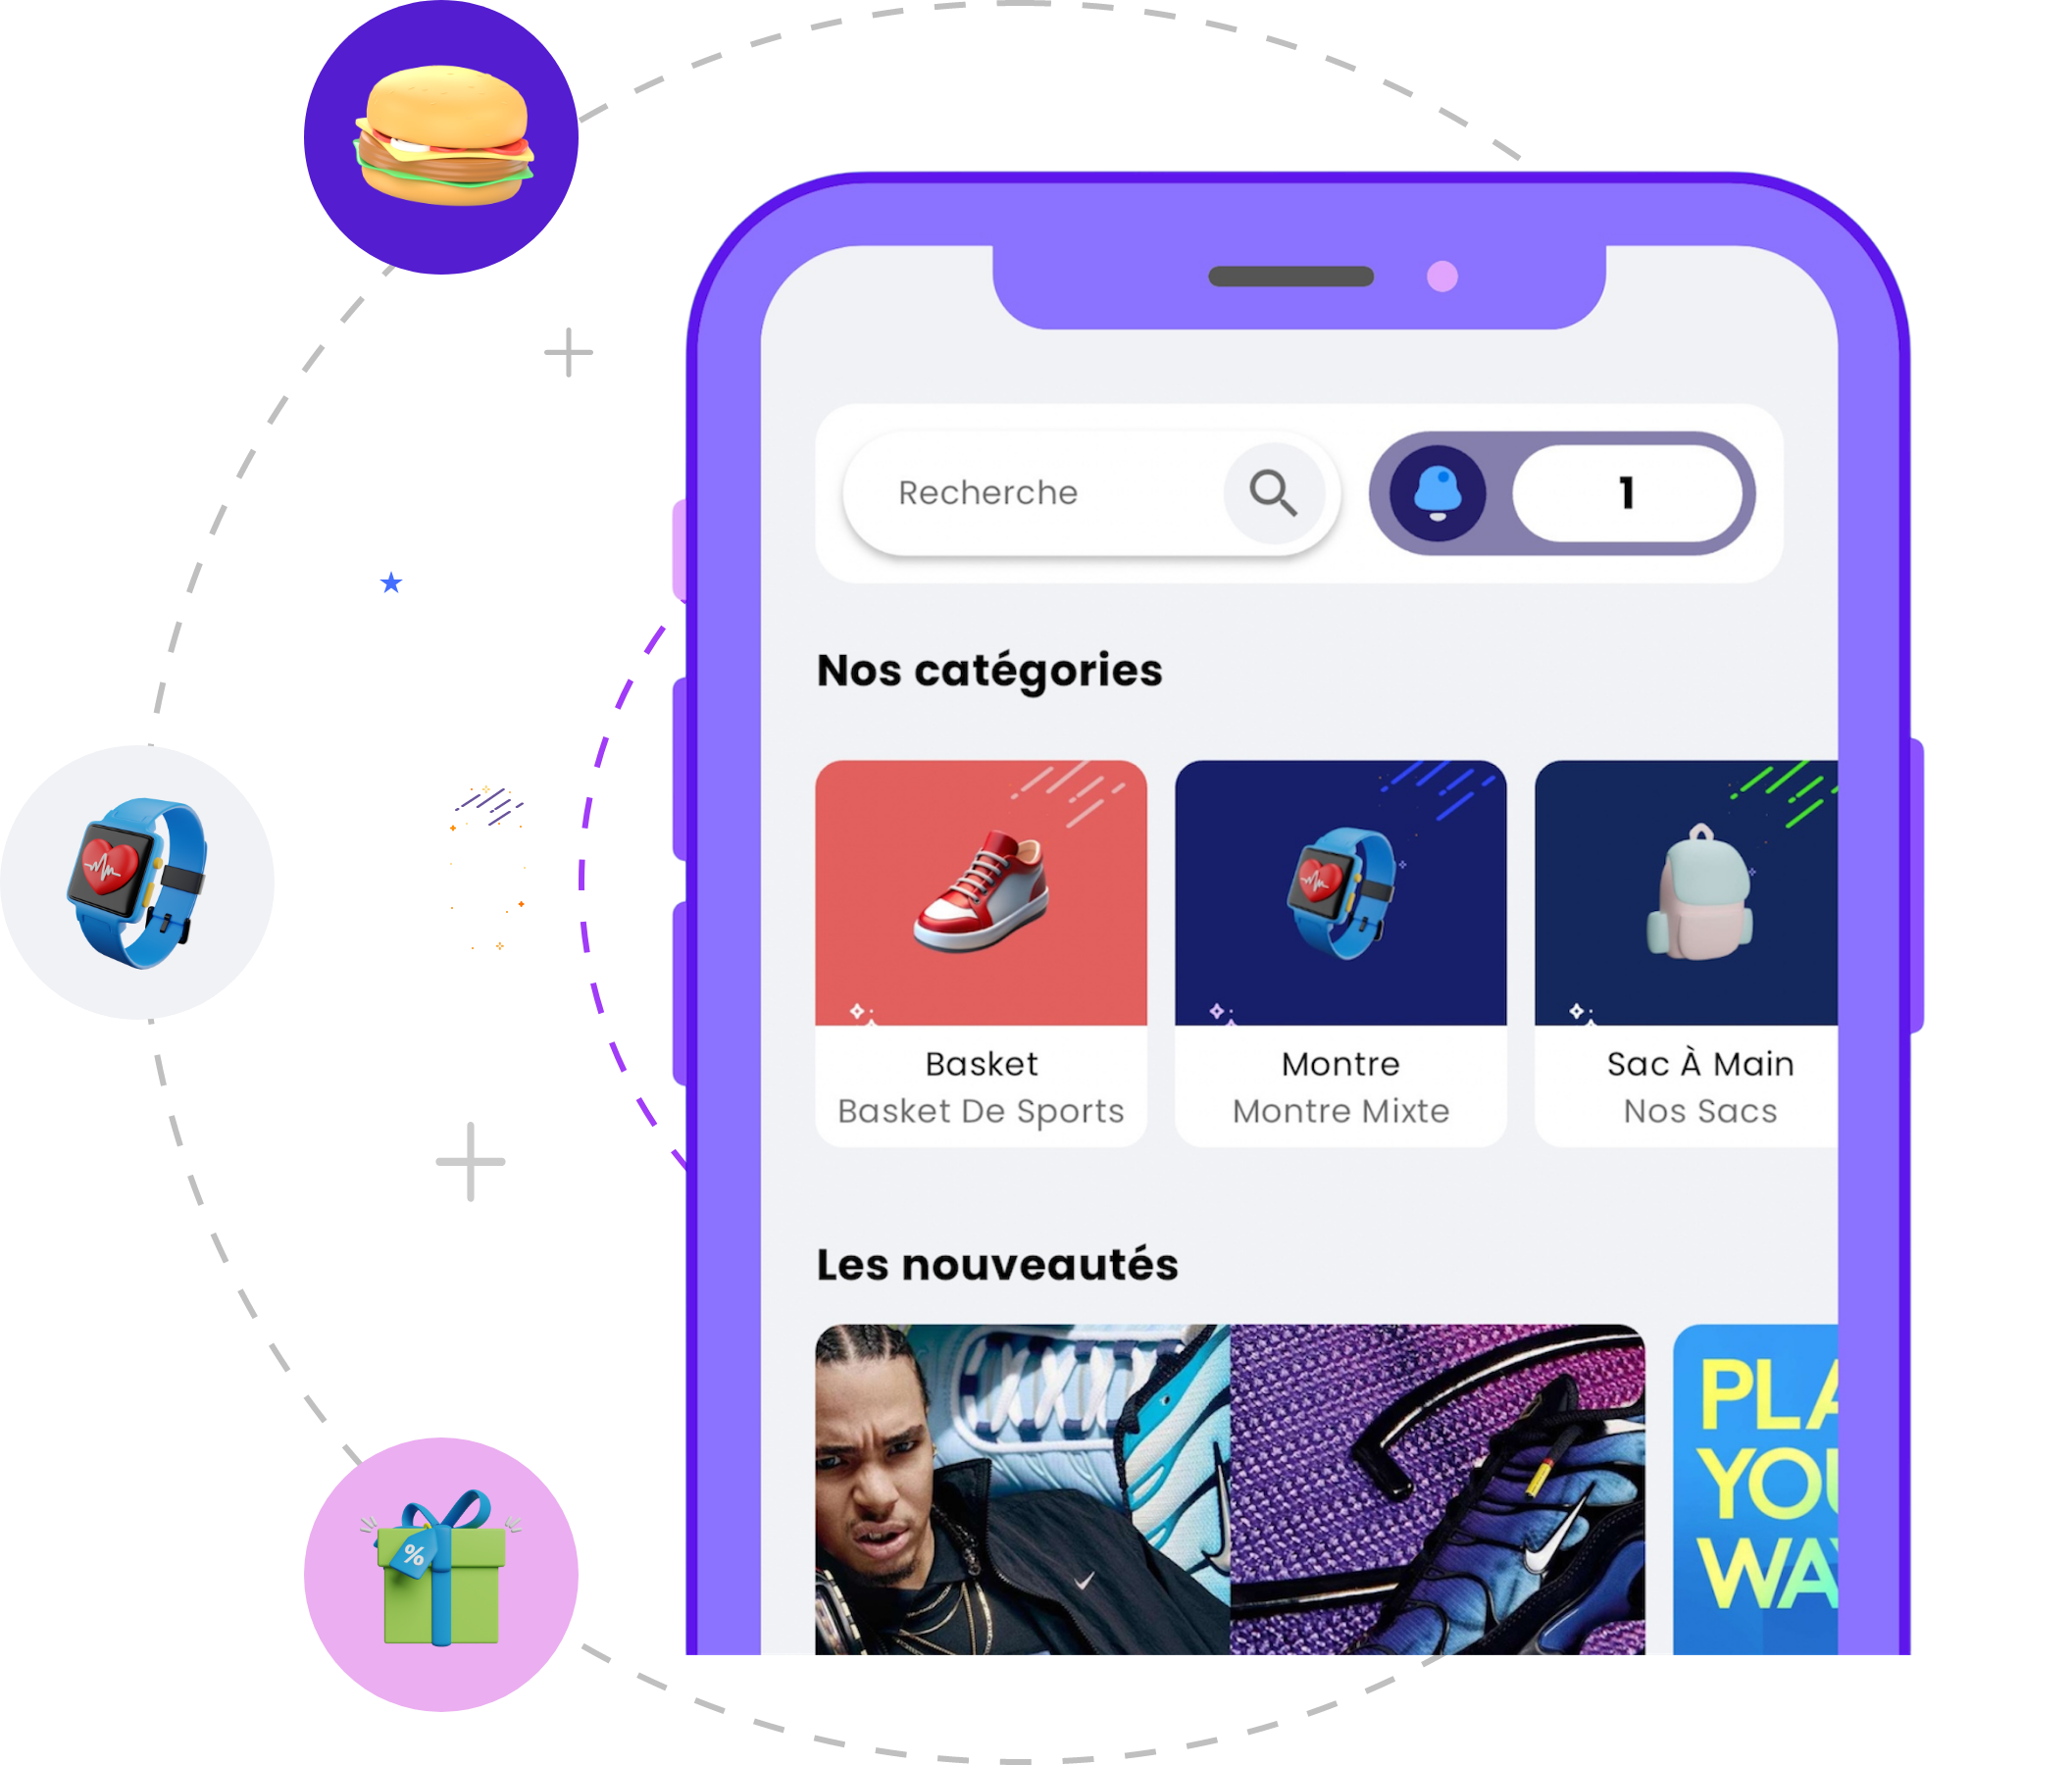 Recherche
1
Nos catégories
Basket
Basket De Sports
Montre
Montre Mixte
Sac À Main
Nos Sacs
%
Les nouveautés
PLA
YOU
WAY